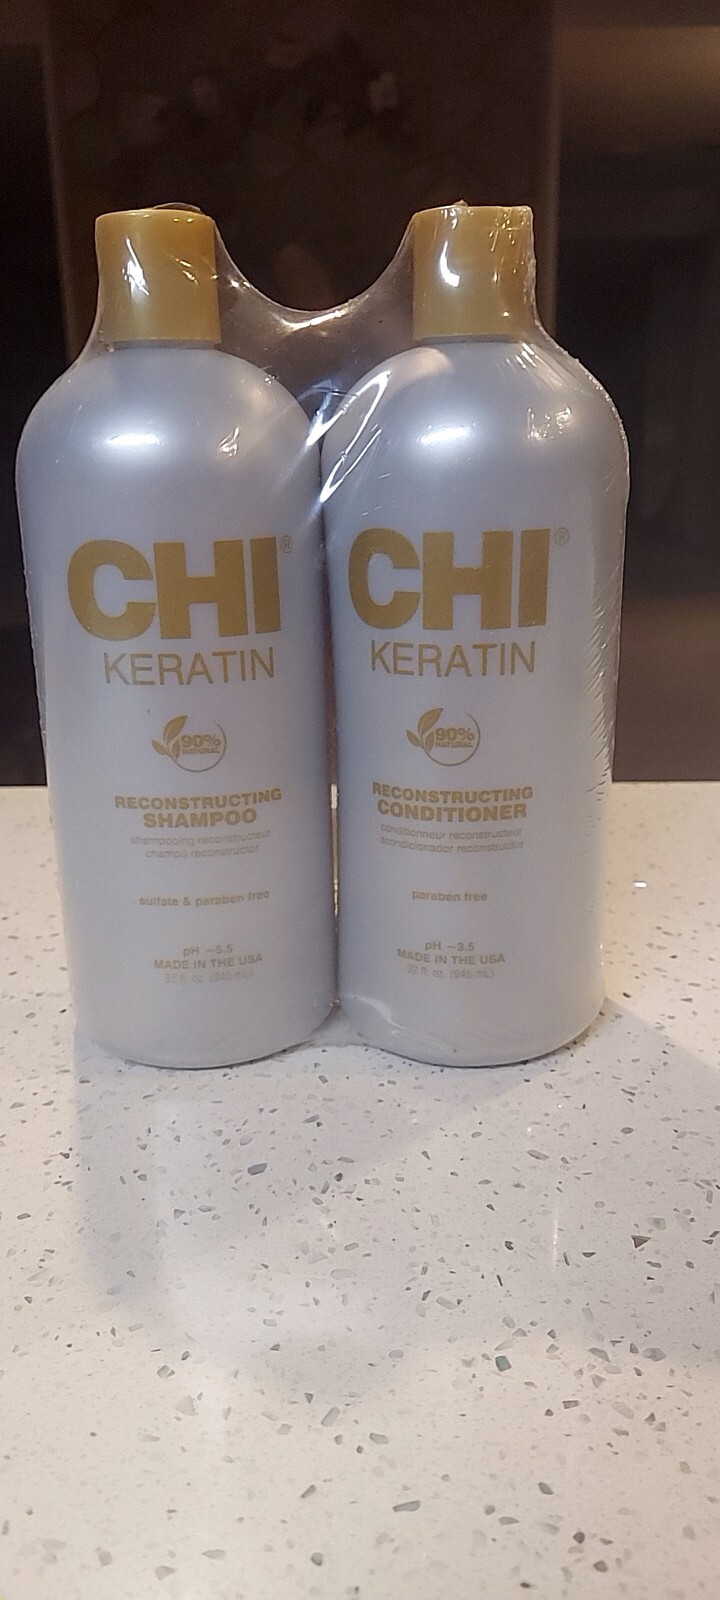 CHI®
KERATIN
90%
NATURAL
RECONSTRUCTING
SHAMPOO
shampooing reconstructeur
champú reconstructor
sulfate & paraben free
pH ~5.5
MADE IN THE USA
32 fl. oz. (946 mL)
CHI®
KERATIN
90%
NATURAL
RECONSTRUCTING
CONDITIONER
conditionneur reconstructeur
acondicionador reconstructor
paraben free
pH ~3.5
MADE IN THE USA
32 fl. oz. (946 mL)